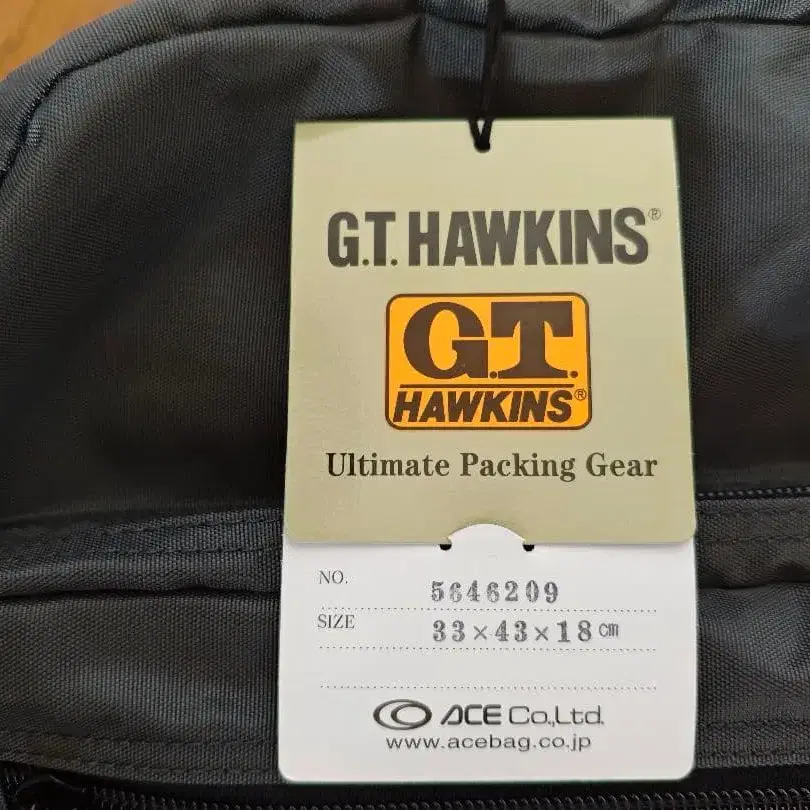 G.T. HAWKINS®
G.T.
HAWKINS®
Ultimate Packing Gear
NO. 5646209
SIZE 33×43×18㎝
ACE Co.,Ltd.
www.acebag.co.jp